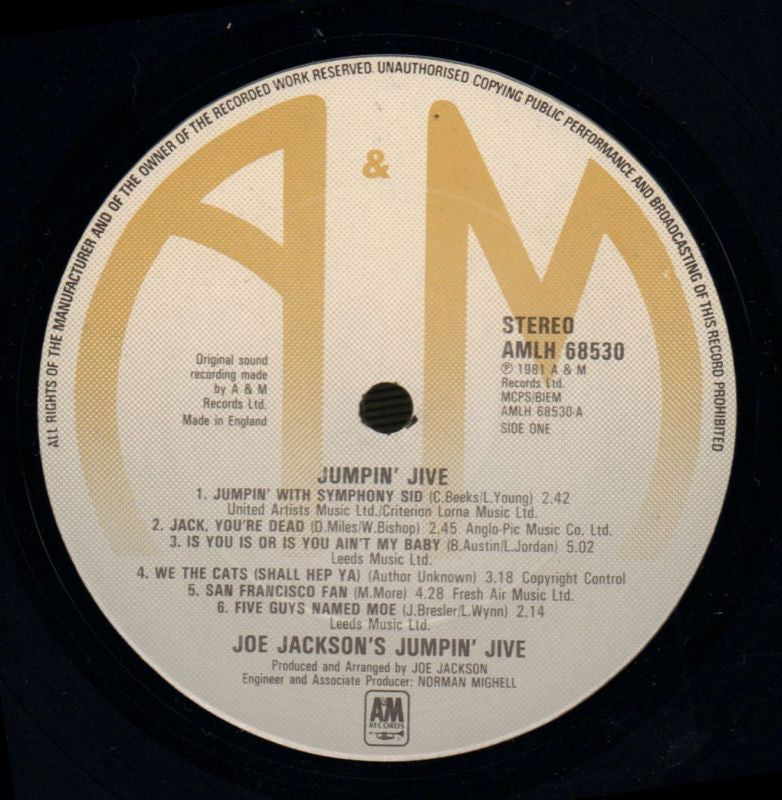 ALL RIGHTS OF THE MANUFACTURER AND OF THE OWNER OF THE RECORDED WORK RESERVED. UNAUTHORISED COPYING PUBLIC PERFORMANCE AND BROADCASTING OF THIS RECORD PROHIBITED
A & M
STEREO
AMLH 68530
Ⓟ 1981 A & M
Records Ltd.
MCPS/BIEM
AMLH 68530-A
SIDE ONE
Original sound
recording made
by A & M
Records Ltd.
Made in England
JUMPIN' JIVE
1. JUMPIN' WITH SYMPHONY SID (C.Beeks/L.Young) 2.42
United Artists Music Ltd./Criterion Lorna Music Ltd.
2. JACK, YOU'RE DEAD (D.Miles/W.Bishop) 2.45 Anglo-Pic Music Co. Ltd.
3. IS YOU IS OR IS YOU AIN'T MY BABY (B.Austin/L.Jordan) 5.02
Leeds Music Ltd.
4. WE THE CATS (SHALL HEP YA) (Author Unknown) 3.18 Copyright Control
5. SAN FRANCISCO FAN (M.More) 4.28 Fresh Air Music Ltd.
6. FIVE GUYS NAMED MOE (J.Bresler/L.Wynn) 2.14
Leeds Music Ltd.
JOE JACKSON'S JUMPIN' JIVE
Produced and Arranged by JOE JACKSON
Engineer and Associate Producer: NORMAN MIGHELL
A&M
RECORDS